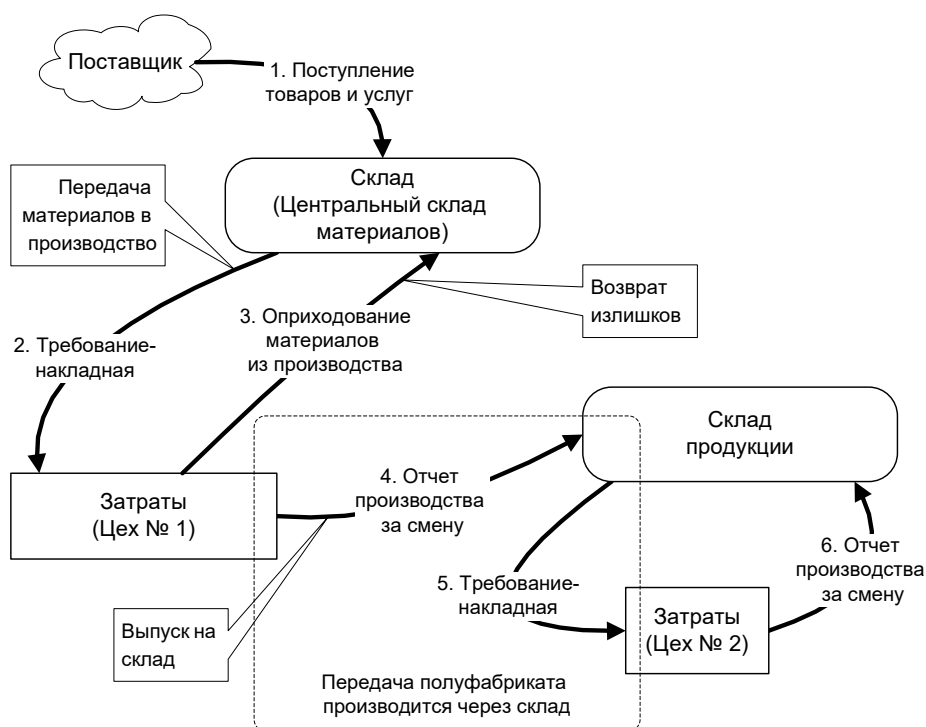 Поставщик
1. Поступление
товаров и услуг
Передача
материалов в
производство
Склад
(Центральный склад
материалов)
Возврат
излишков
3. Оприходование
материалов
из производства
2. Требование-
накладная
Склад
продукции
Затраты
(Цех № 1)
4. Отчет
производства
за смену
6. Отчет
производства
за смену
5. Требование-
накладная
Затраты
(Цех № 2)
Выпуск на
склад
Передача полуфабриката
производится через склад